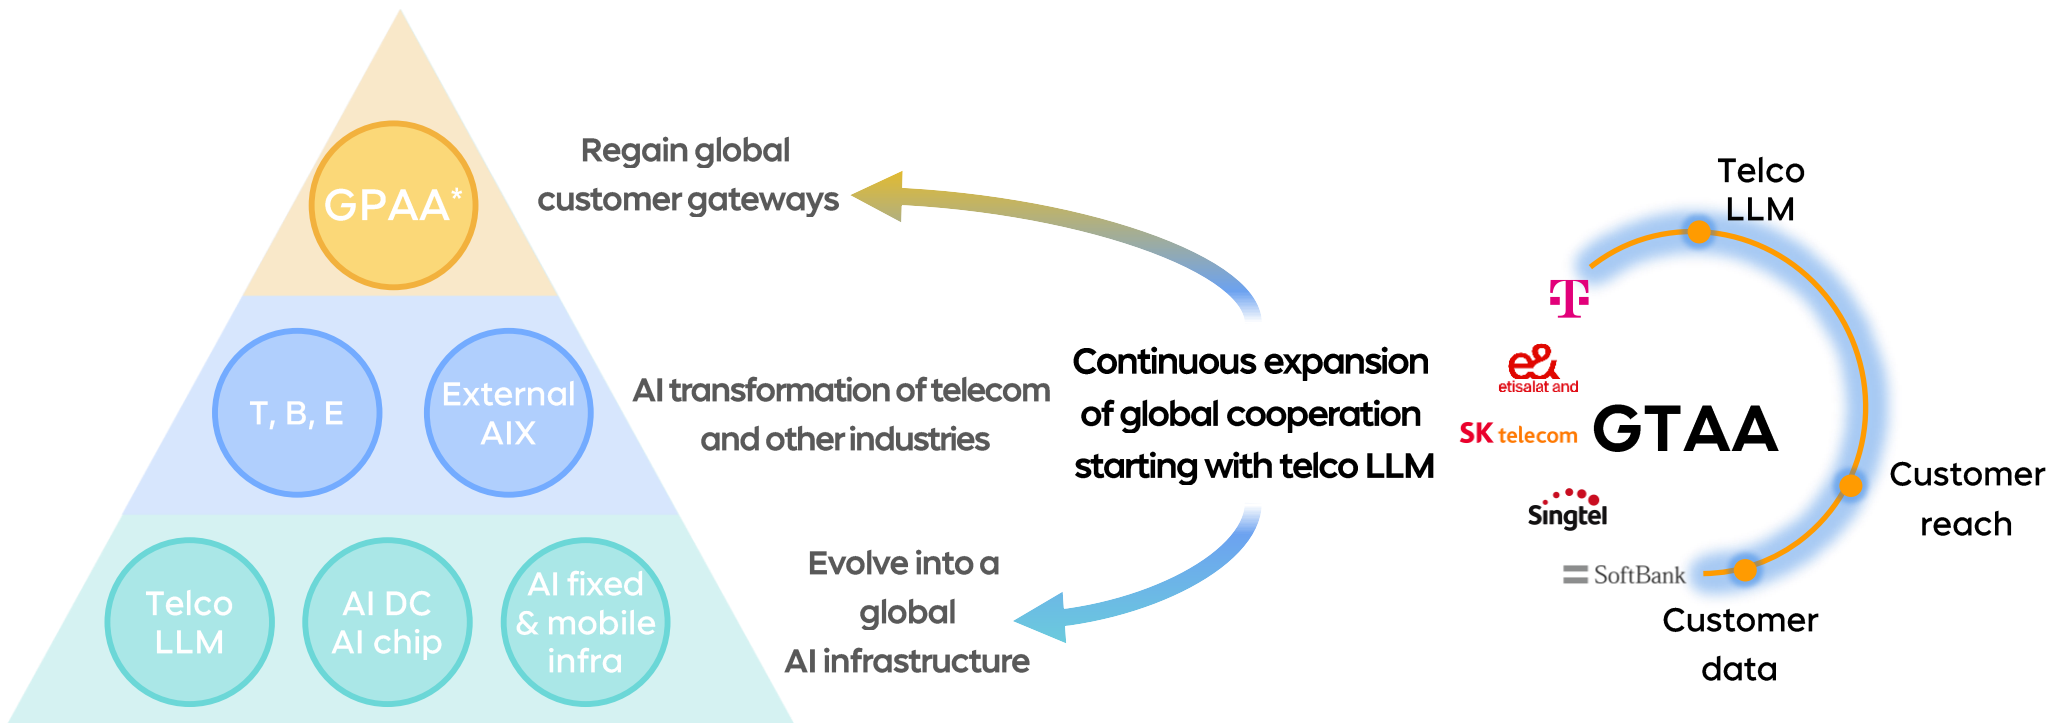 GPAA*
T, B, E
External
AIX
Telco
LLM
AI DC
AI chip
AI fixed
& mobile
infra
Regain global
customer gateways
AI transformation of telecom
and other industries
Evolve into a
global
AI infrastructure
Continuous expansion
of global cooperation
starting with telco LLM
T
e&
etisalat and
SK telecom
Singtel
SoftBank
GTAA
Telco
LLM
Customer
reach
Customer
data